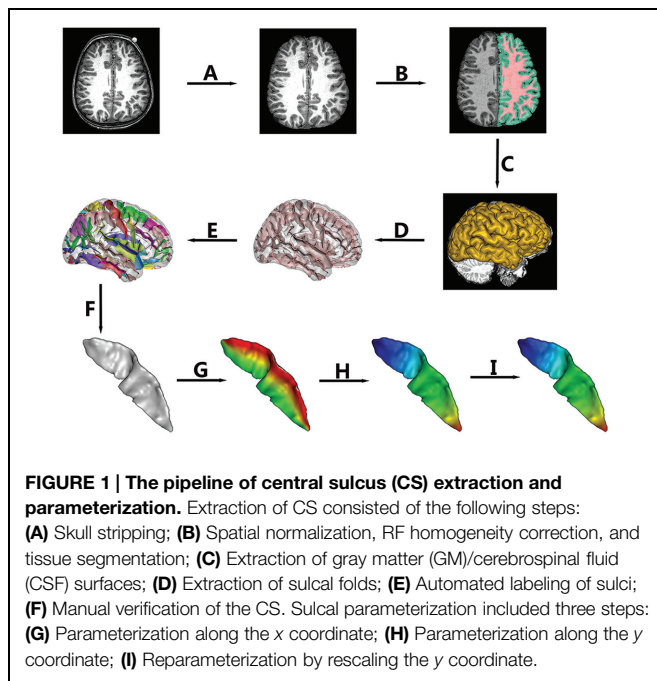 A
B
C
D
E
F
G
H
I
FIGURE 1 | The pipeline of central sulcus (CS) extraction and
parameterization. Extraction of CS consisted of the following steps:
(A) Skull stripping; (B) Spatial normalization, RF homogeneity correction, and
tissue segmentation; (C) Extraction of gray matter (GM)/cerebrospinal fluid
(CSF) surfaces; (D) Extraction of sulcal folds; (E) Automated labeling of sulci;
(F) Manual verification of the CS. Sulcal parameterization included three steps:
(G) Parameterization along the x coordinate; (H) Parameterization along the y
coordinate; (I) Reparameterization by rescaling the y coordinate.